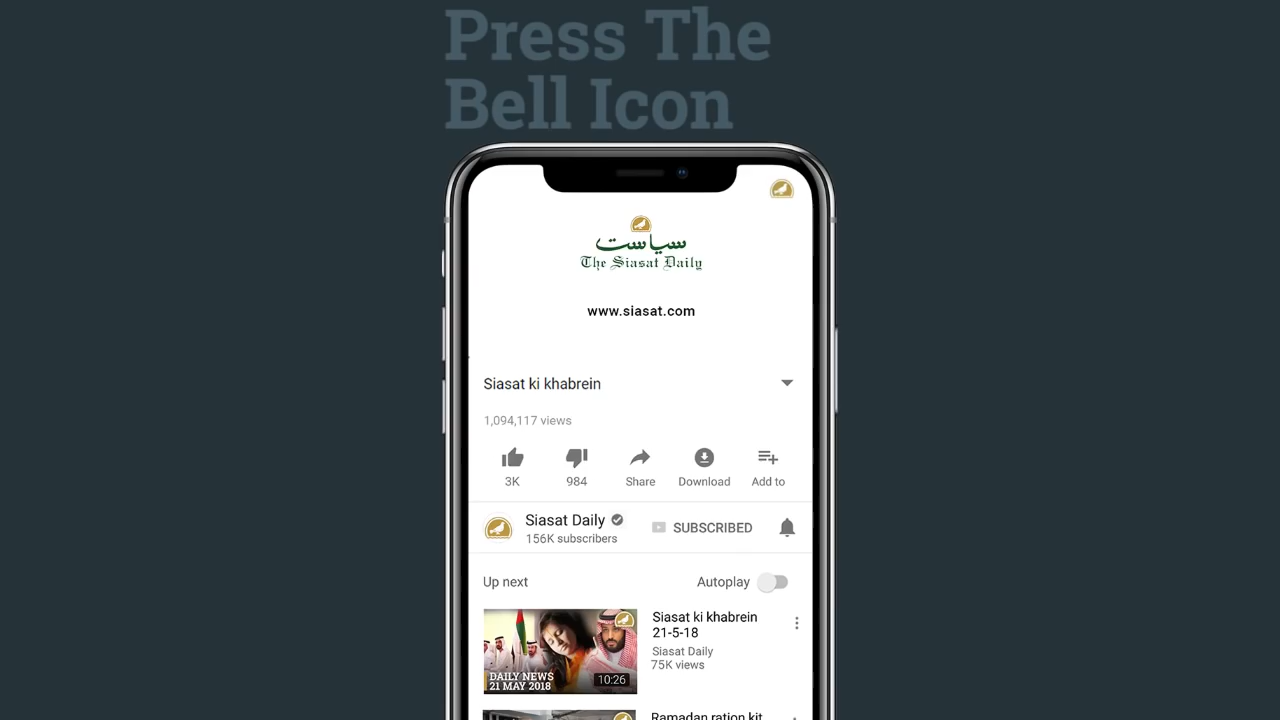 Press The
Bell Icon
سیاست
The Siasat Daily
www.siasat.com
Siasat ki khabrein
1,094,117 views
3K
984
Share
Download
Add to
Siasat Daily
156K subscribers
SUBSCRIBED
Up next
Autoplay
Siasat ki khabrein
21-5-18
Siasat Daily
75K views
DAILY NEWS
21 MAY 2018
10:26
Ramadan ration kit